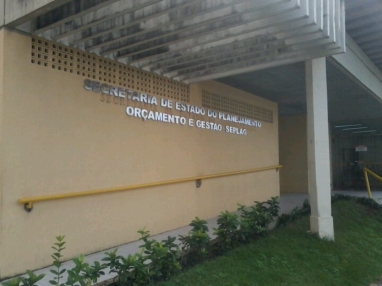 SECRETARIA DE ESTADO DO PLANEJAMENTO
ORÇAMENTO E GESTÃO SEPLAG